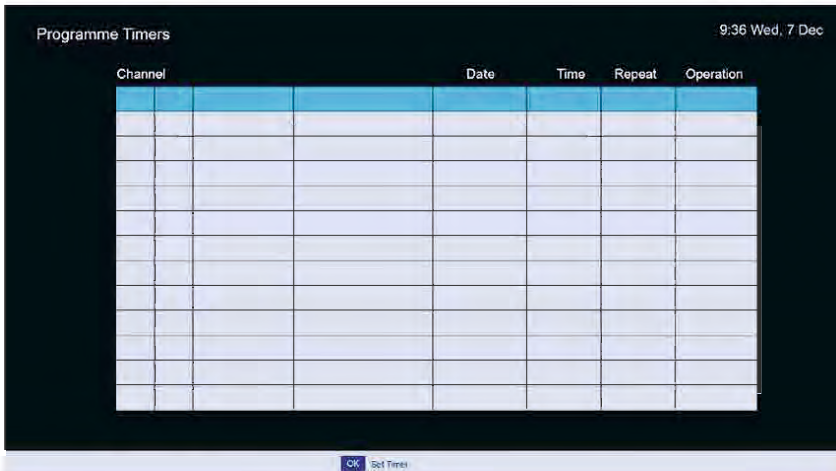 Programme Timers
9:36 Wed, 7 Dec
Channel Date Time Repeat Operation
OK Set Timer